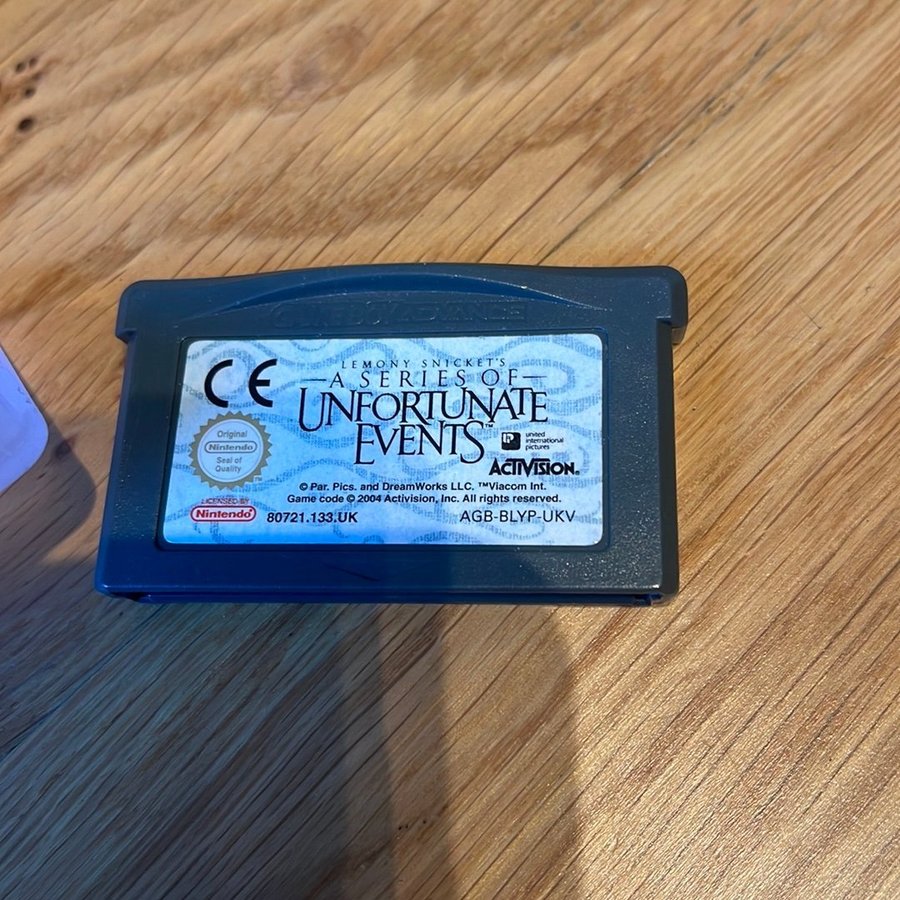 GAME BOY ADVANCE
CE
LEMONY SNICKET'S
A SERIES OF
UNFORTUNATE
EVENTS™
Original
Nintendo
Seal of
Quality
TM
united
international
pictures
ACTIVISION®
© Par. Pics. and DreamWorks LLC. ™Viacom Int.
Game code © 2004 Activision, Inc. All rights reserved.
LICENSED BY
Nintendo®
80721.133.UK
AGB-BLYP-UKV